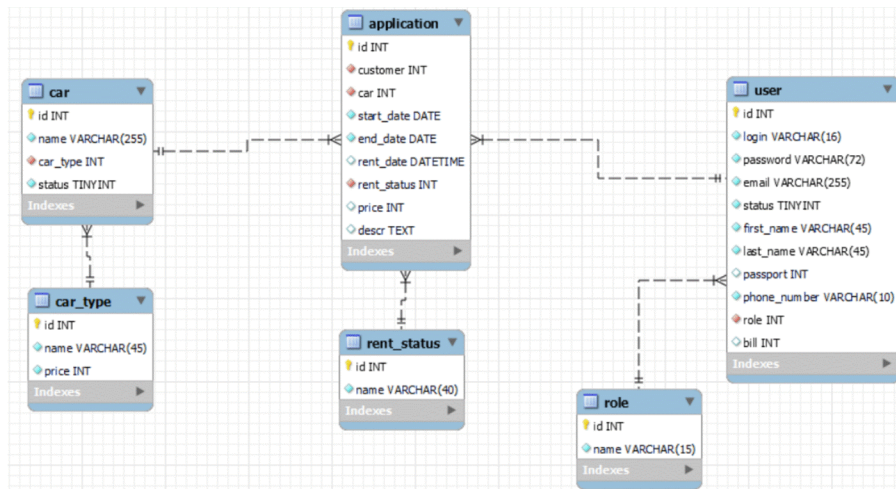 application
id INT
customer INT
car INT
start_date DATE
end_date DATE
rent_date DATETIME
rent_status INT
price INT
descr TEXT
Indexes
car
id INT
name VARCHAR(255)
car_type INT
status TINYINT
Indexes
user
id INT
login VARCHAR(16)
password VARCHAR(72)
email VARCHAR(255)
status TINYINT
first_name VARCHAR(45)
last_name VARCHAR(45)
passport INT
phone_number VARCHAR(10)
role INT
bill INT
Indexes
car_type
id INT
name VARCHAR(45)
price INT
Indexes
rent_status
id INT
name VARCHAR(40)
Indexes
role
id INT
name VARCHAR(15)
Indexes